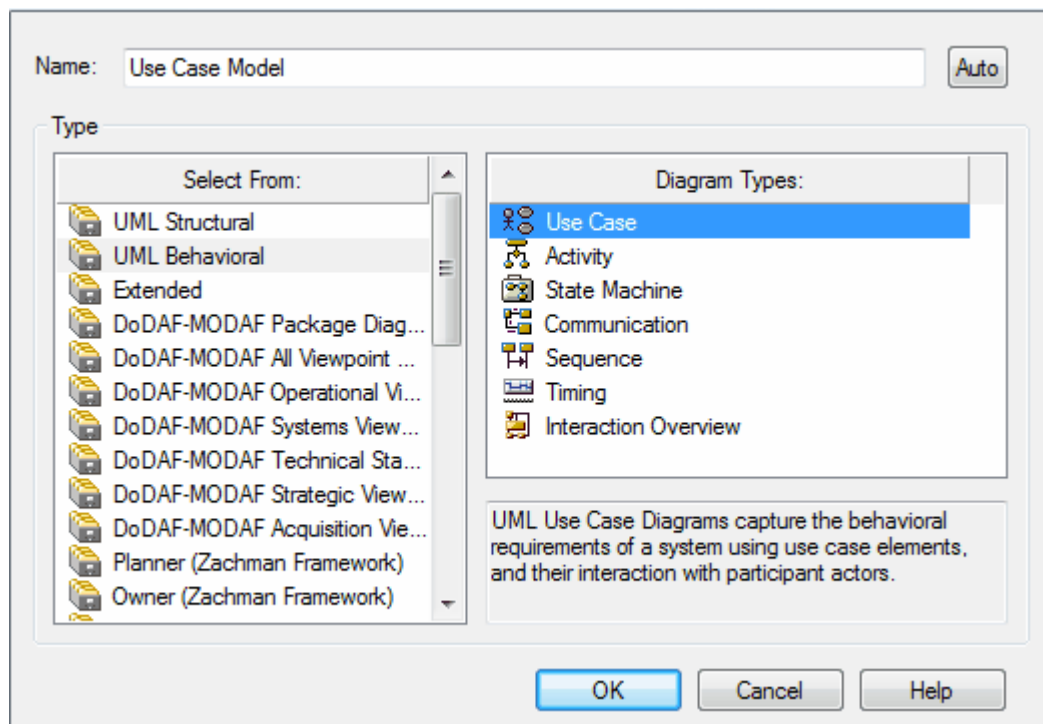 Name: Use Case Model Auto
Type
Select From:
UML Structural
UML Behavioral
Extended
DoDAF-MODAF Package Diag...
DoDAF-MODAF All Viewpoint ...
DoDAF-MODAF Operational Vi...
DoDAF-MODAF Systems View...
DoDAF-MODAF Technical Sta...
DoDAF-MODAF Strategic View...
DoDAF-MODAF Acquisition Vie...
Planner (Zachman Framework)
Owner (Zachman Framework)
Diagram Types:
Use Case
Activity
State Machine
Communication
Sequence
Timing
Interaction Overview
UML Use Case Diagrams capture the behavioral
requirements of a system using use case elements,
and their interaction with participant actors.
OK Cancel Help